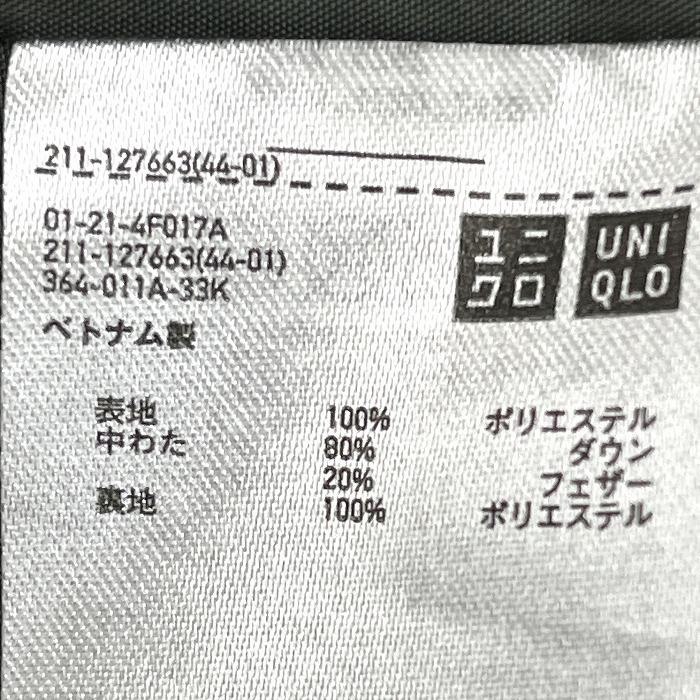 211-127663(44-01)
01-21-4F017A
211-127663(44-01)
364-011A-33K
ベトナム製
ユニ
クロ
UNI
QLO
表地 100% ポリエステル
中わた 80% ダウン
20% フェザー
裏地 100% ポリエステル